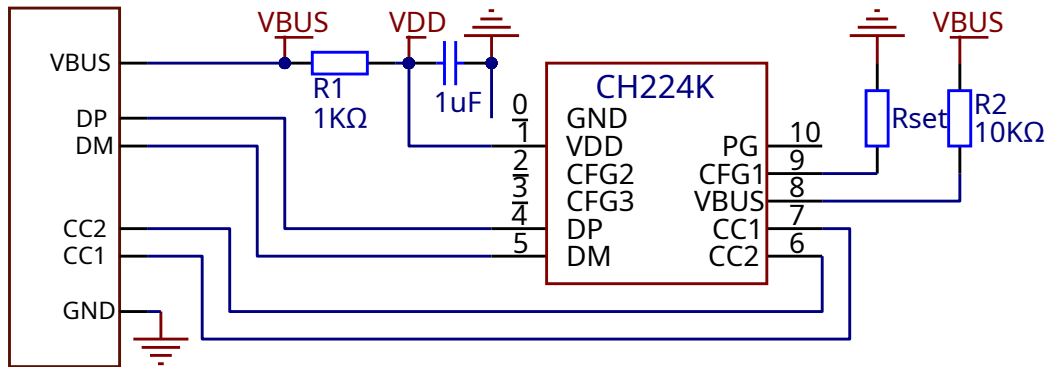 VBUS
VDD
VBUS
VBUS
R1
1KΩ
1uF
CH224K
Rset
R2
10KΩ
DP
DM
CC2
CC1
GND
0
1
2
3
4
5
GND
VDD
CFG2
CFG3
DP
DM
PG
CFG1
VBUS
CC1
CC2
10
9
8
7
6